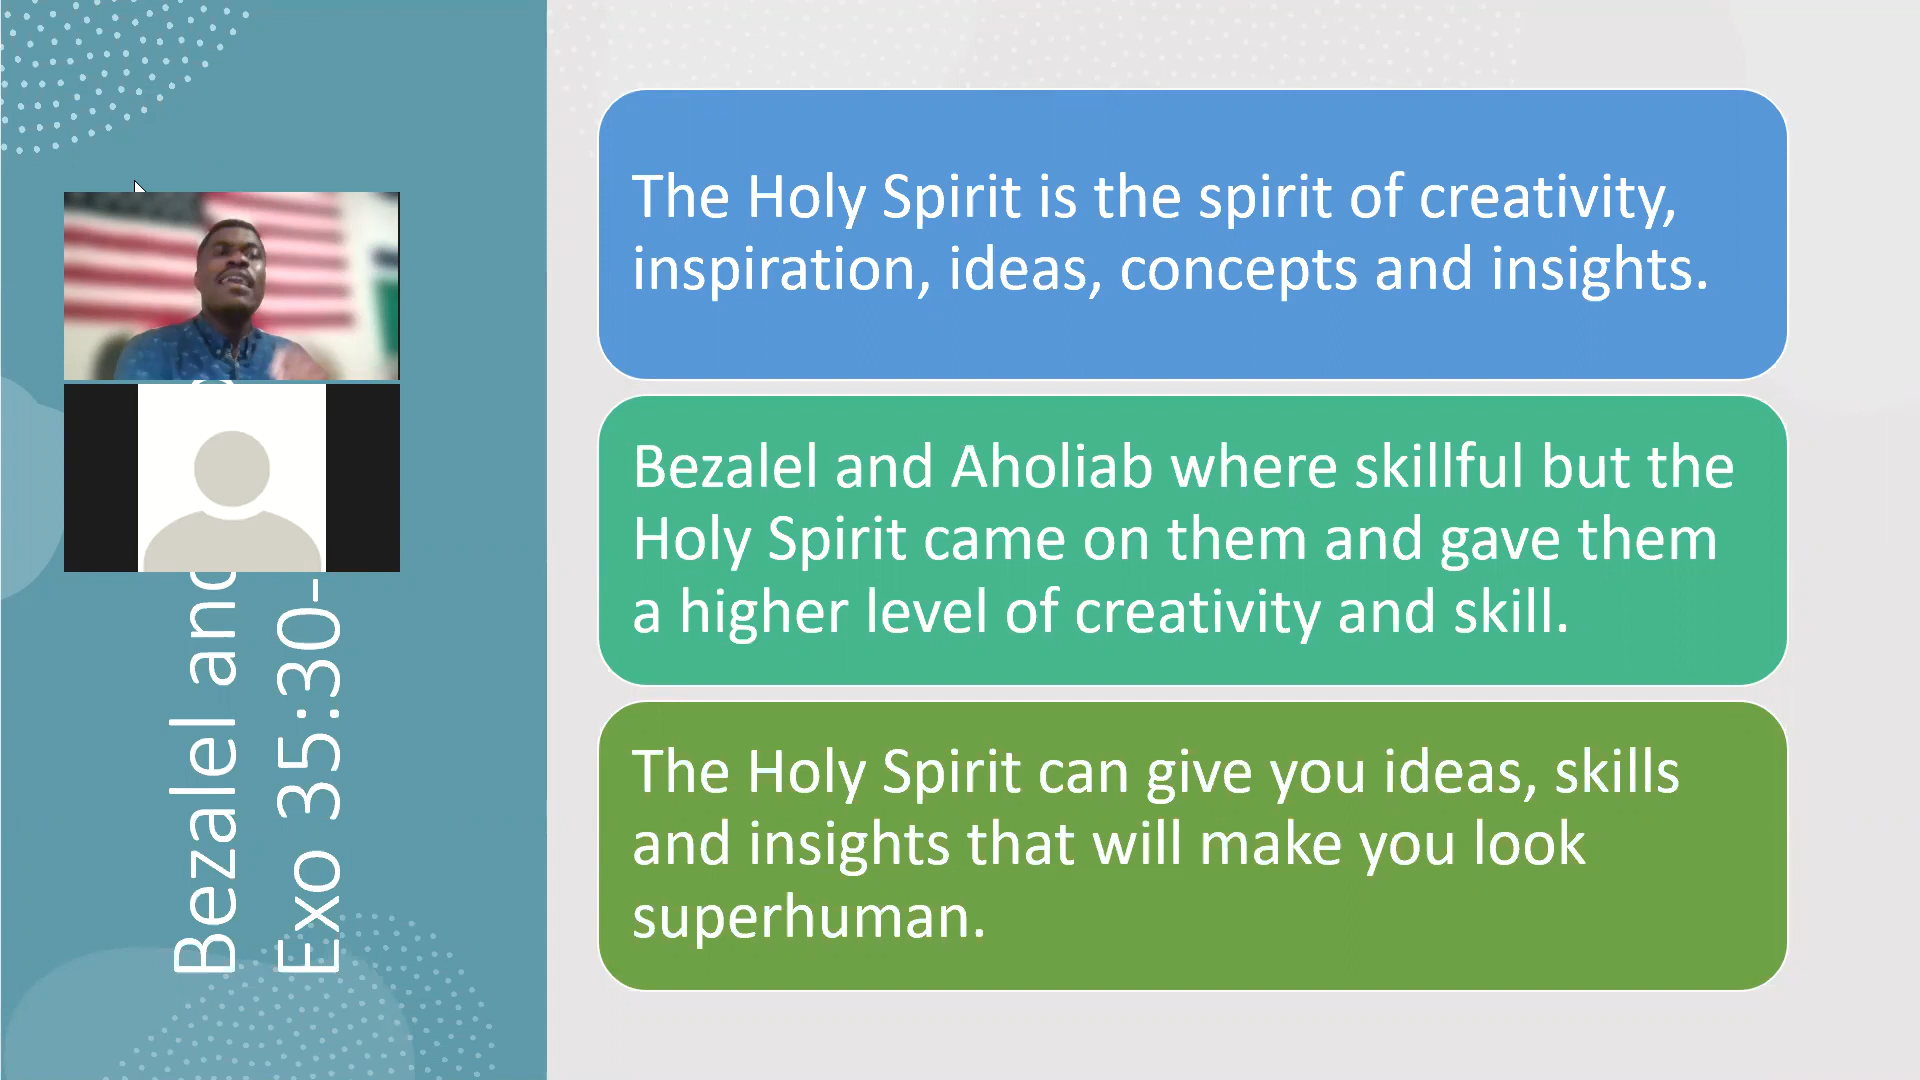 Bezalel and
Exo 35:30-
The Holy Spirit is the spirit of creativity,
inspiration, ideas, concepts and insights.
Bezalel and Aholiab where skillful but the
Holy Spirit came on them and gave them
a higher level of creativity and skill.
The Holy Spirit can give you ideas, skills
and insights that will make you look
superhuman.